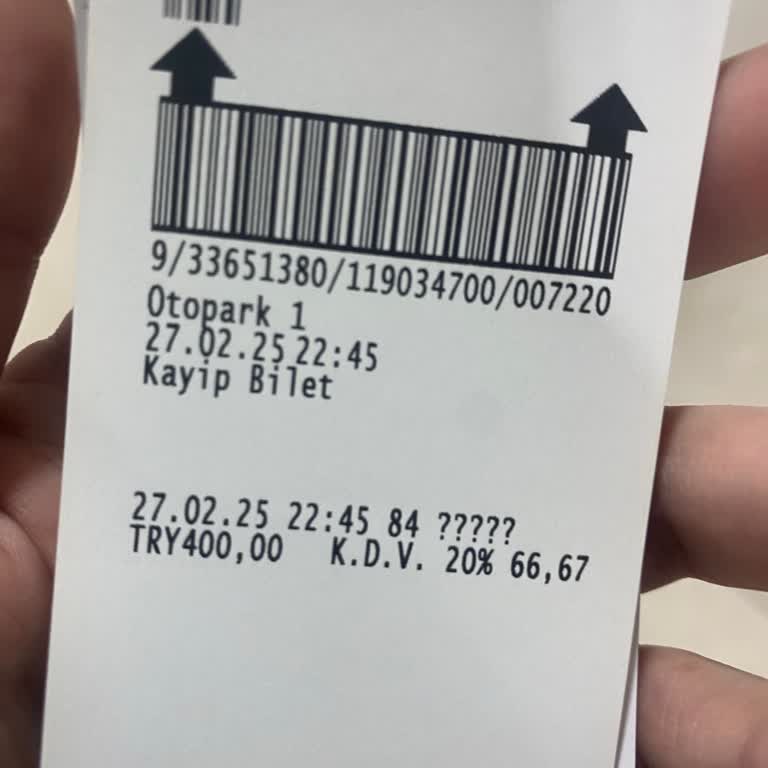 9/33651380/119034700/007220
Otopark 1
27.02.25 22:45
Kayip Bilet
27.02.25 22:45 84 ?????
TRY400,00 K.D.V. 20% 66,67